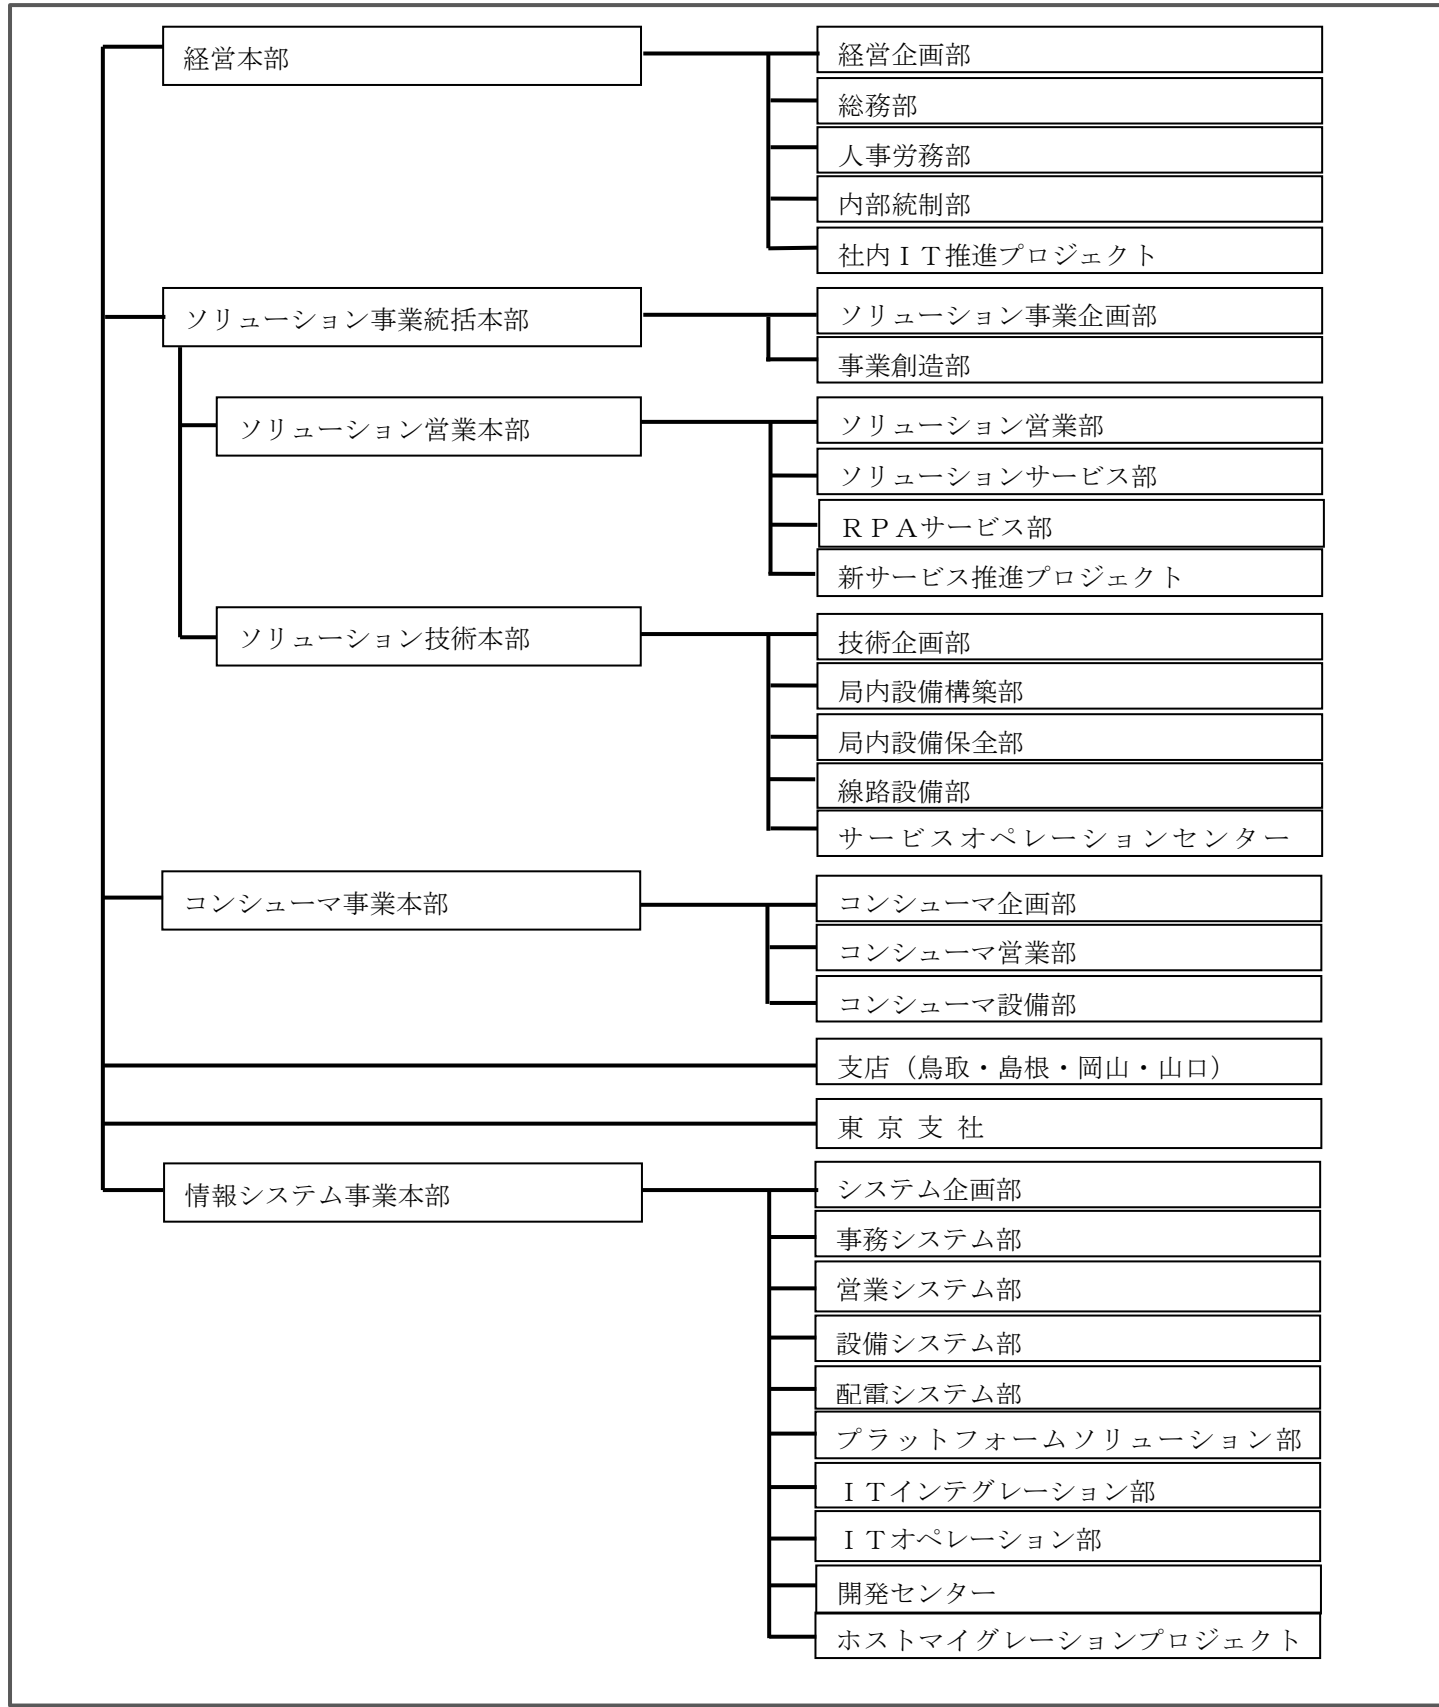 経営本部
経営企画部
総務部
人事労務部
内部統制部
社内ＩＴ推進プロジェクト
ソリューション事業統括本部
ソリューション事業企画部
事業創造部
ソリューション営業本部
ソリューション営業部
ソリューションサービス部
ＲＰＡサービス部
新サービス推進プロジェクト
ソリューション技術本部
技術企画部
局内設備構築部
局内設備保全部
線路設備部
サービスオペレーションセンター
コンシューマ事業本部
コンシューマ企画部
コンシューマ営業部
コンシューマ設備部
支店（鳥取・島根・岡山・山口）
東 京 支 社
情報システム事業本部
システム企画部
事務システム部
営業システム部
設備システム部
配電システム部
プラットフォームソリューション部
ＩＴインテグレーション部
ＩＴオペレーション部
開発センター
ホストマイグレーションプロジェクト